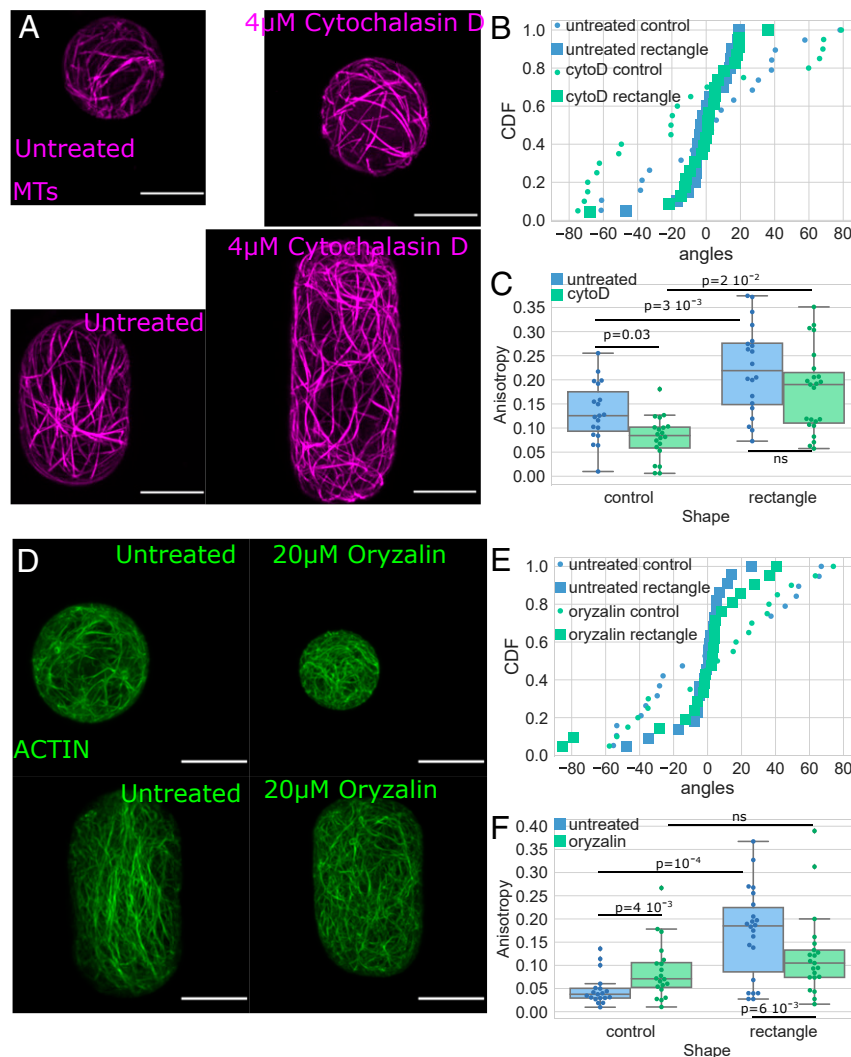 A
4µM Cytochalasin D
Untreated
MTs
4µM Cytochalasin D
Untreated
B
untreated control
untreated rectangle
cytoD control
cytoD rectangle
CDF
1.0
0.8
0.6
0.4
0.2
0.0
−80 −60 −40 −20 0 20 40 60 80
angles
C
untreated
cytoD
p=2 10⁻²
p=3 10⁻³
p=0.03
ns
Anisotropy
0.35
0.30
0.25
0.20
0.15
0.10
0.05
0.00
control rectangle
Shape
D
Untreated
20µM Oryzalin
ACTIN
Untreated
20µM Oryzalin
E
untreated control
untreated rectangle
oryzalin control
oryzalin rectangle
CDF
1.0
0.8
0.6
0.4
0.2
0.0
−80 −60 −40 −20 0 20 40 60 80
angles
F
untreated
oryzalin
ns
p=10⁻⁴
p=4 10⁻³
p=6 10⁻³
Anisotropy
0.40
0.35
0.30
0.25
0.20
0.15
0.10
0.05
0.00
control rectangle
Shape